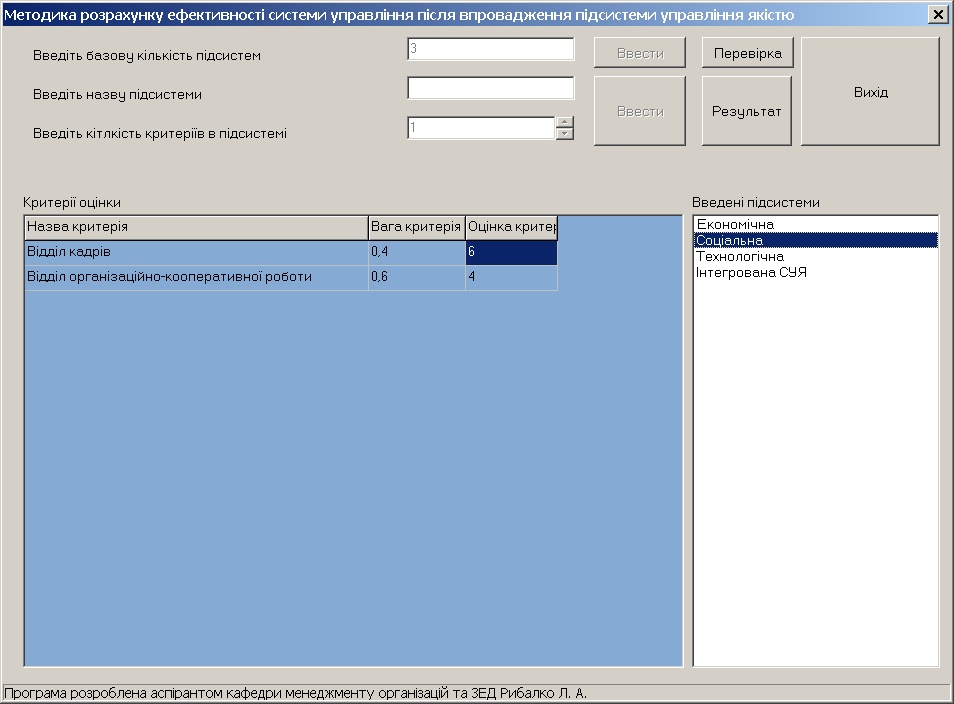 Методика розрахунку ефективності системи управління після впровадження підсистеми управління якістю
Введіть базову кількість підсистем
3
Ввести
Перевірка
Вихід
Введіть назву підсистеми
Ввести
Результат
Введіть кітлкість критеріїв в підсистемі
1
Критерії оцінки
Введені підсистеми
Назва критерія Вага критерія Оцінка критер
Відділ кадрів 0,4 6
Відділ організаційно-кооперативної роботи 0,6 4
Економічна
Соціальна
Технологічна
Інтегрована СУЯ
Програма розроблена аспірантом кафедри менеджменту організацій та ЗЕД Рибалко Л. А.